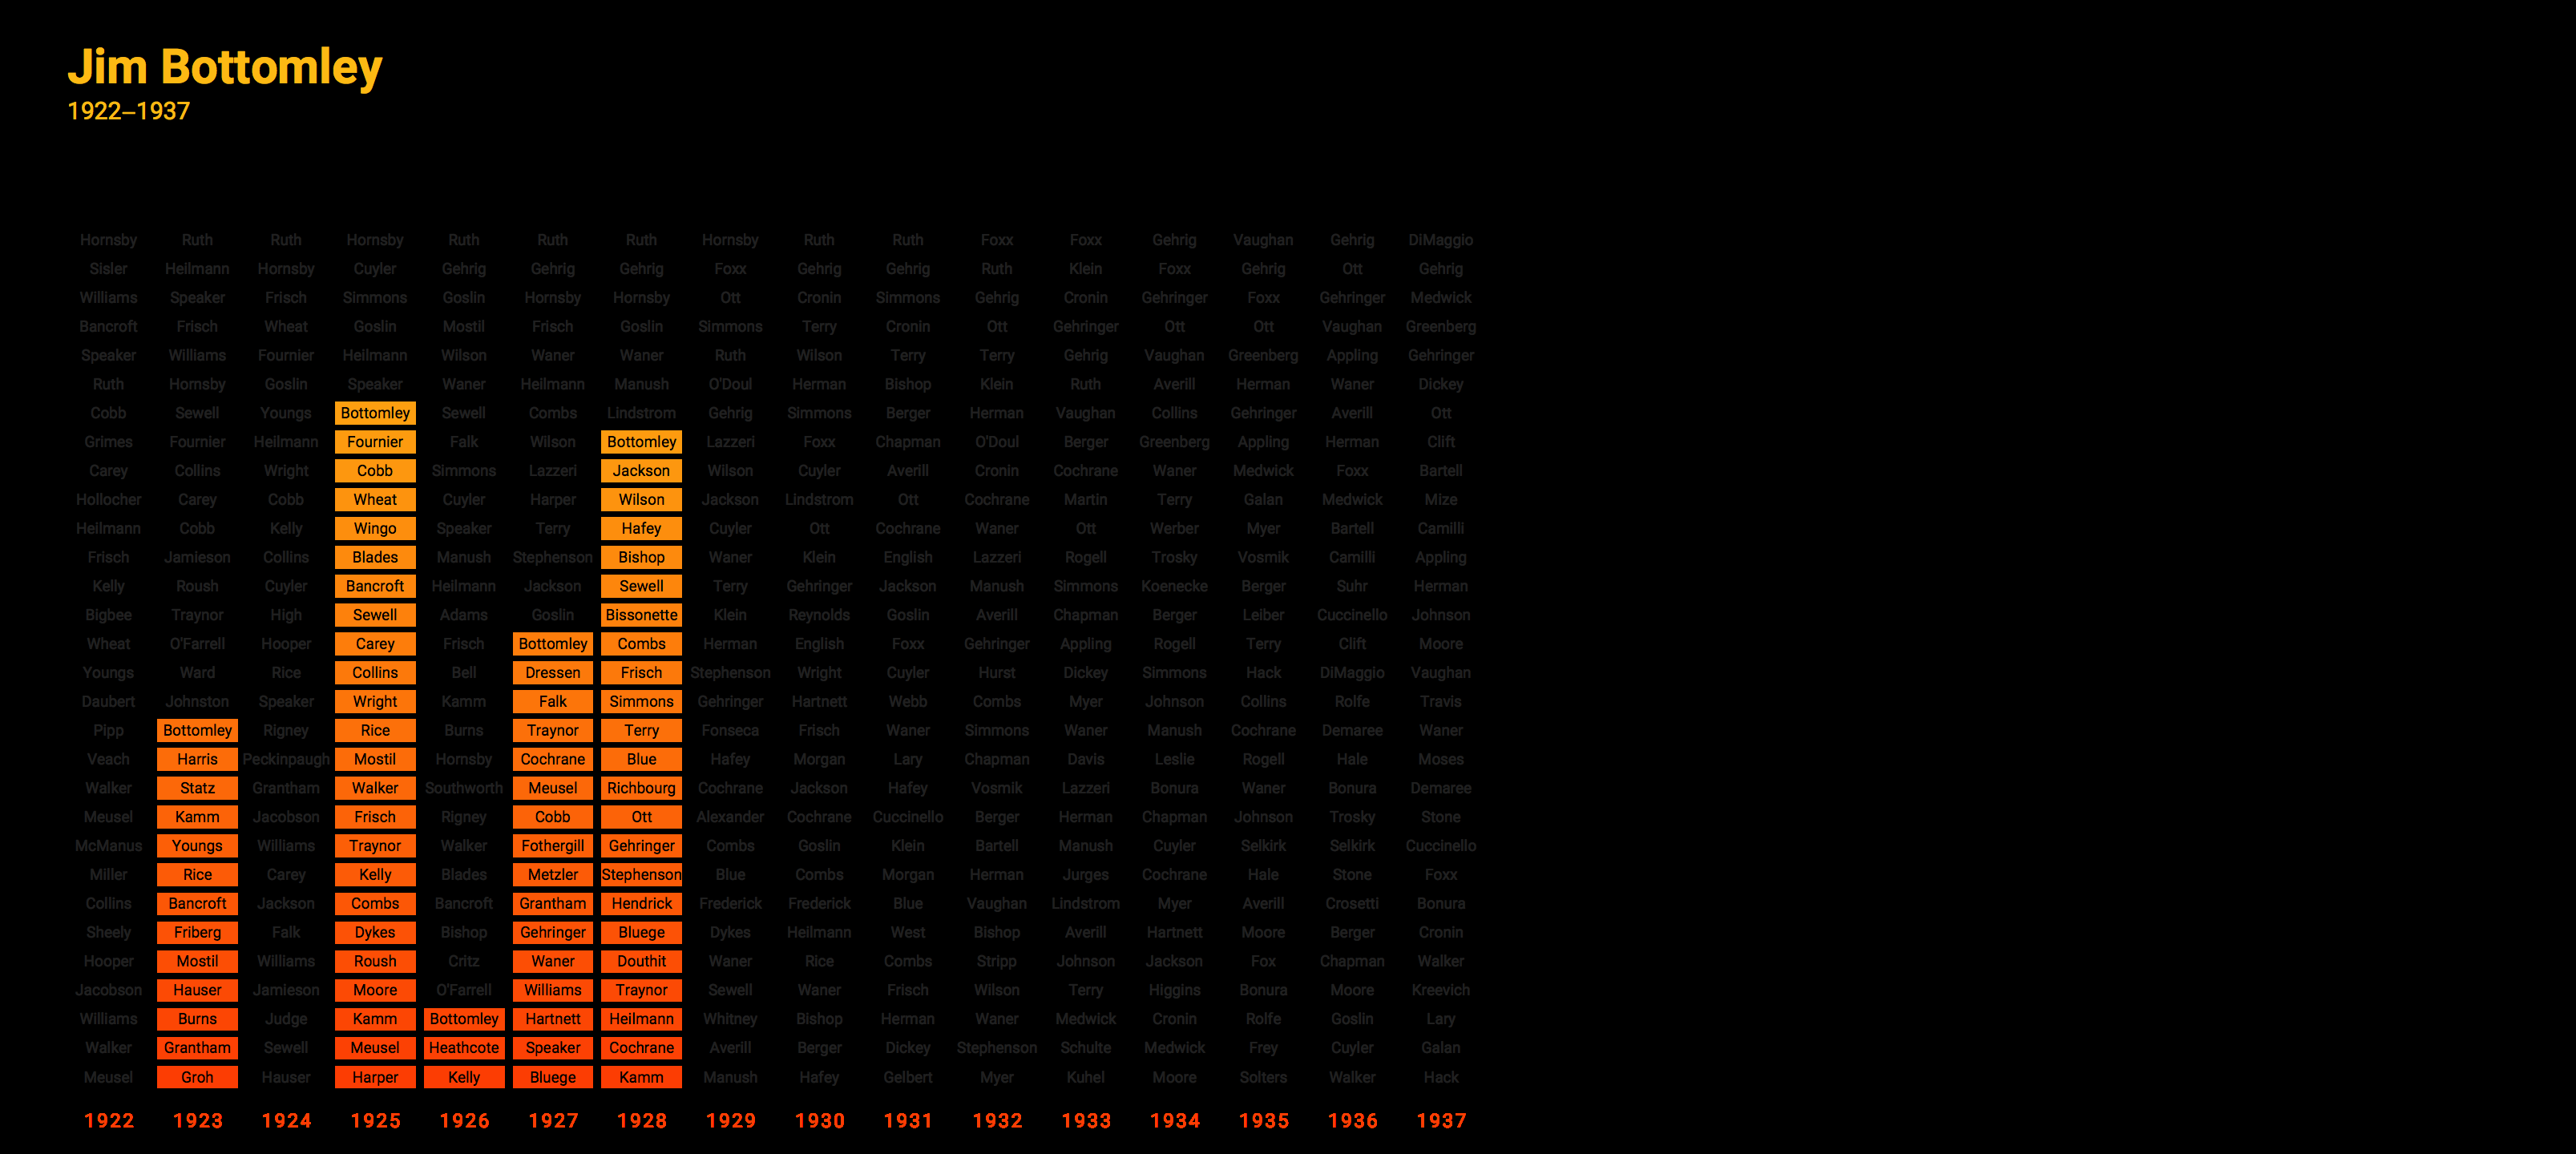 Jim Bottomley
1922–1937
Hornsby Ruth Ruth Hornsby Ruth Ruth Ruth Hornsby Ruth Ruth Foxx Foxx Gehrig Vaughan Gehrig DiMaggio
Sisler Heilmann Hornsby Cuyler Gehrig Gehrig Gehrig Foxx Gehrig Gehrig Ruth Klein Foxx Gehrig Ott Gehrig
Williams Speaker Frisch Simmons Goslin Hornsby Hornsby Ott Cronin Simmons Gehrig Cronin Gehringer Foxx Gehringer Medwick
Bancroft Frisch Wheat Goslin Mostil Frisch Goslin Simmons Terry Cronin Ott Gehringer Ott Ott Vaughan Greenberg
Speaker Williams Fournier Heilmann Wilson Waner Waner Ruth Wilson Terry Terry Gehrig Vaughan Greenberg Appling Gehringer
Ruth Hornsby Goslin Speaker Waner Heilmann Manush O'Doul Herman Bishop Klein Ruth Averill Herman Waner Dickey
Cobb Sewell Youngs Bottomley Sewell Combs Lindstrom Gehrig Simmons Berger Herman Vaughan Collins Gehringer Averill Ott
Grimes Fournier Heilmann Fournier Falk Wilson Bottomley Lazzeri Foxx Chapman O'Doul Berger Greenberg Appling Herman Clift
Carey Collins Wright Cobb Simmons Lazzeri Jackson Wilson Cuyler Averill Cronin Cochrane Waner Medwick Foxx Bartell
Hollocher Carey Cobb Wheat Cuyler Harper Wilson Jackson Lindstrom Ott Cochrane Martin Terry Galan Medwick Mize
Heilmann Cobb Kelly Wingo Speaker Terry Hafey Cuyler Ott Cochrane Waner Ott Werber Myer Bartell Camilli
Frisch Jamieson Collins Blades Manush Stephenson Bishop Waner Klein English Lazzeri Rogell Trosky Vosmik Camilli Appling
Kelly Roush Cuyler Bancroft Heilmann Jackson Sewell Terry Gehringer Jackson Manush Simmons Koenecke Berger Suhr Herman
Bigbee Traynor High Sewell Adams Goslin Bissonette Klein Reynolds Goslin Averill Chapman Berger Leiber Cuccinello Johnson
Wheat O'Farrell Hooper Carey Frisch Bottomley Combs Herman English Foxx Gehringer Appling Rogell Terry Clift Moore
Youngs Ward Rice Collins Bell Dressen Frisch Stephenson Wright Cuyler Hurst Dickey Simmons Hack DiMaggio Vaughan
Daubert Johnston Speaker Wright Kamm Falk Simmons Gehringer Hartnett Webb Combs Myer Johnson Collins Rolfe Travis
Pipp Bottomley Rigney Rice Burns Traynor Terry Fonseca Frisch Waner Simmons Waner Manush Cochrane Demaree Waner
Veach Harris Peckinpaugh Mostil Hornsby Cochrane Blue Hafey Morgan Lary Chapman Davis Leslie Rogell Hale Moses
Walker Statz Grantham Walker Southworth Meusel Richbourg Cochrane Jackson Hafey Vosmik Lazzeri Bonura Waner Bonura Demaree
Meusel Kamm Jacobson Frisch Rigney Cobb Ott Alexander Cochrane Cuccinello Berger Herman Chapman Johnson Trosky Stone
McManus Youngs Williams Traynor Walker Fothergill Gehringer Combs Goslin Klein Bartell Manush Cuyler Selkirk Selkirk Cuccinello
Miller Rice Carey Kelly Blades Metzler Stephenson Blue Combs Morgan Herman Jurges Cochrane Hale Stone Foxx
Collins Bancroft Jackson Combs Bancroft Grantham Hendrick Frederick Frederick Blue Vaughan Lindstrom Myer Averill Crosetti Bonura
Sheely Friberg Falk Dykes Bishop Gehringer Bluege Dykes Heilmann West Bishop Averill Hartnett Moore Berger Cronin
Hooper Mostil Williams Roush Critz Waner Douthit Waner Rice Combs Stripp Johnson Jackson Fox Chapman Walker
Jacobson Hauser Jamieson Moore O'Farrell Williams Traynor Sewell Waner Frisch Wilson Terry Higgins Bonura Moore Kreevich
Williams Burns Judge Kamm Bottomley Hartnett Heilmann Whitney Bishop Herman Waner Medwick Cronin Rolfe Goslin Lary
Walker Grantham Sewell Meusel Heathcote Speaker Cochrane Averill Berger Dickey Stephenson Schulte Medwick Frey Cuyler Galan
Meusel Groh Hauser Harper Kelly Bluege Kamm Manush Hafey Gelbert Myer Kuhel Moore Solters Walker Hack
1922 1923 1924 1925 1926 1927 1928 1929 1930 1931 1932 1933 1934 1935 1936 1937